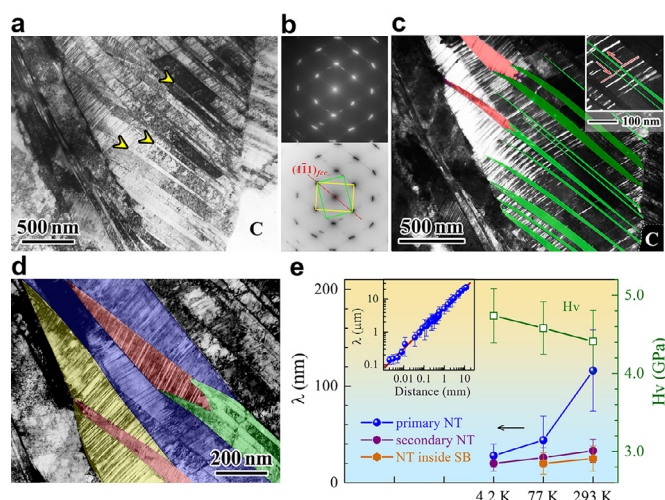 a
500 nm
C
b
(1̄1̄1)fcc
c
100 nm
500 nm
C
d
200 nm
e
200
100
0
λ (nm)
10
1
0.1
λ (μm)
0.01
0.1
1
10
Distance (mm)
Hv
primary NT
secondary NT
NT inside SB
4.2 K
77 K
293 K
5.0
4.0
3.0
Hv (GPa)